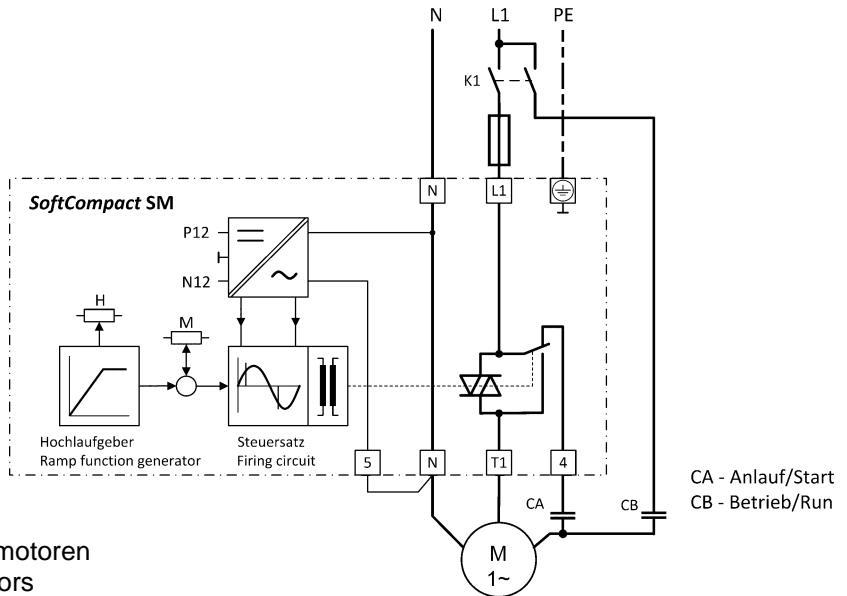 N L1 PE
K1
N L1
SoftCompact SM
P12
N12
H
M
Hochlaufgeber
Ramp function generator
Steuersatz
Firing circuit
5 N T1 4
CA
CB
CA - Anlauf/Start
CB - Betrieb/Run
M
1~
motoren
ors